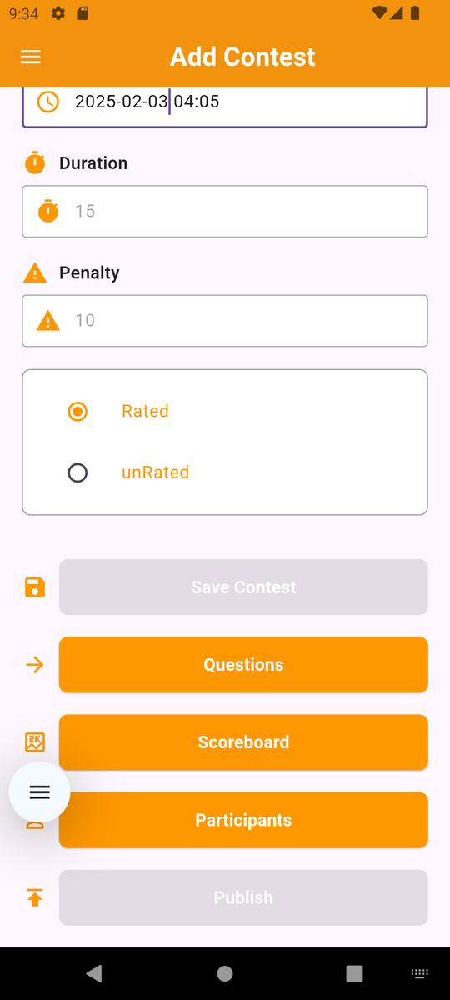 9:34
Add Contest
2025-02-03 04:05
Duration
15
Penalty
10
Rated
unRated
Save Contest
Questions
2K
Scoreboard
Participants
Publish